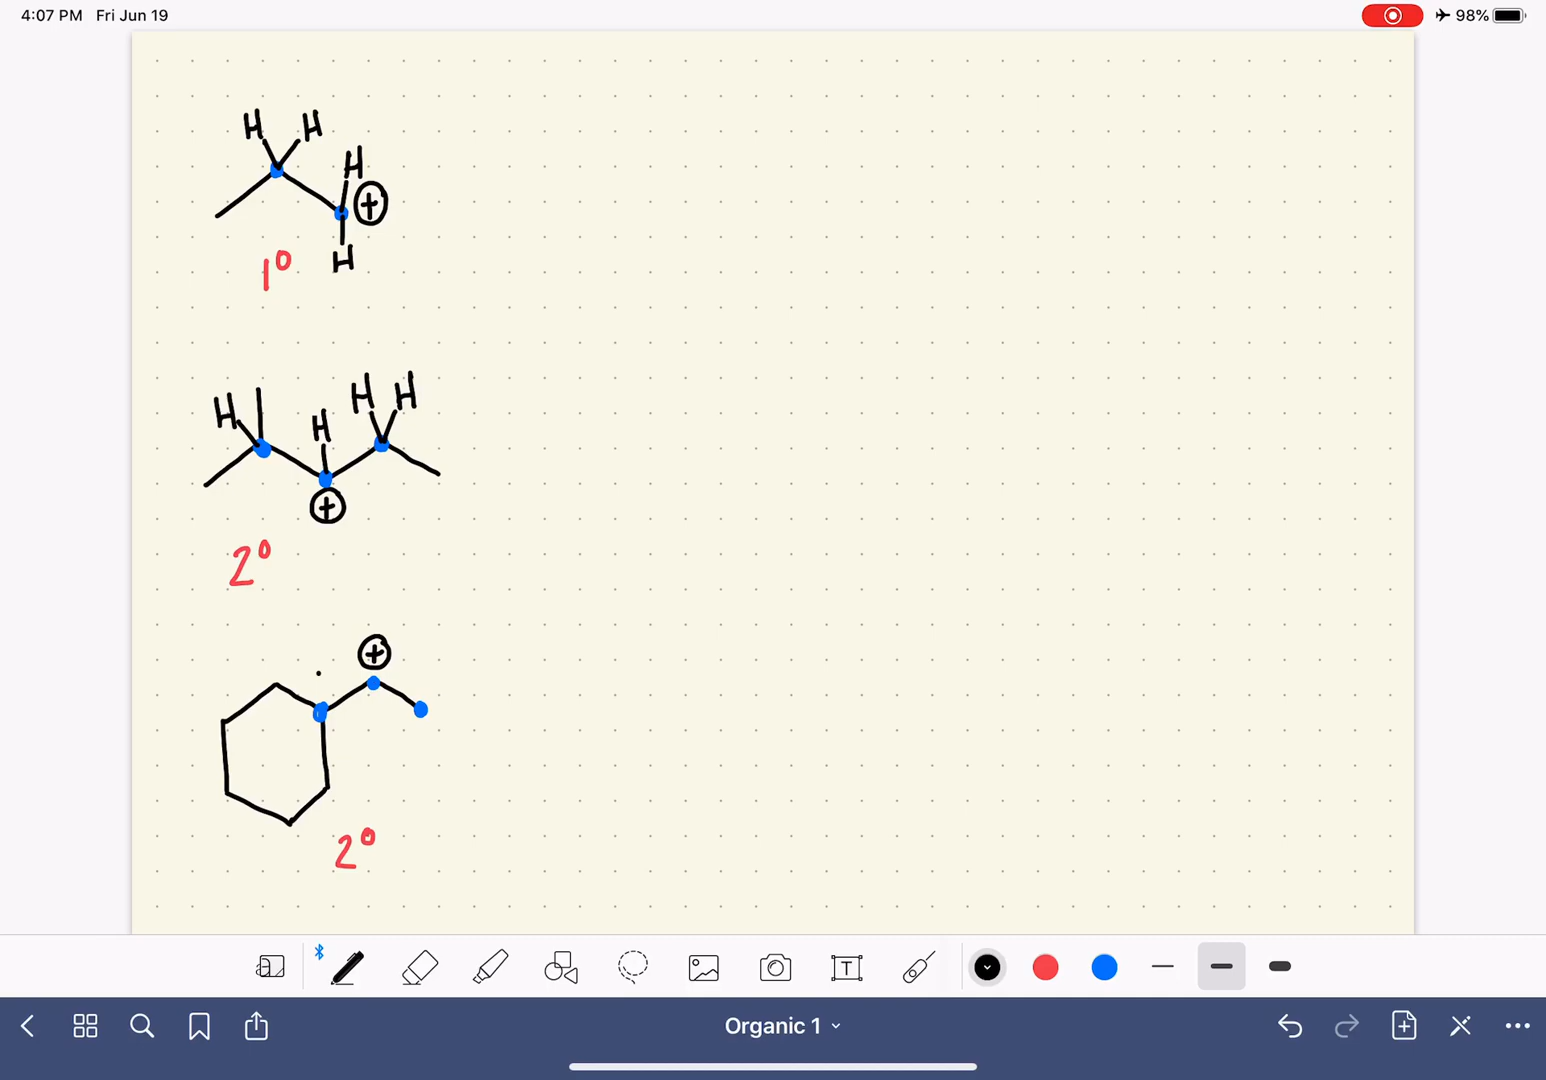 4:07 PM Fri Jun 19
98%
H H
H
⊕
H
1°
H H H
H
⊕
2°
⊕
2°
T
Organic 1